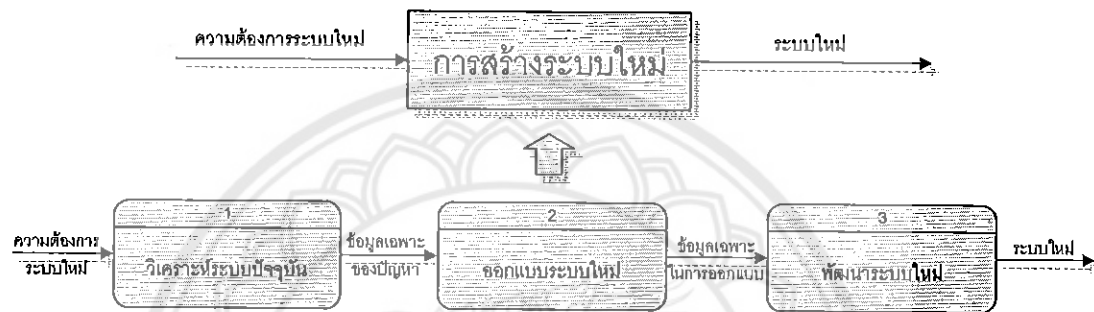 ความต้องการระบบใหม่
การสร้างระบบใหม่
ระบบใหม่
ความต้องการ
ระบบใหม่
1
วิเคราะห์ระบบปัจจุบัน
ข้อมูลเฉพาะ
ของปัญหา
2
ออกแบบระบบใหม่
ข้อมูลเฉพาะ
ในการออกแบบ
3
พัฒนาระบบใหม่
ระบบใหม่